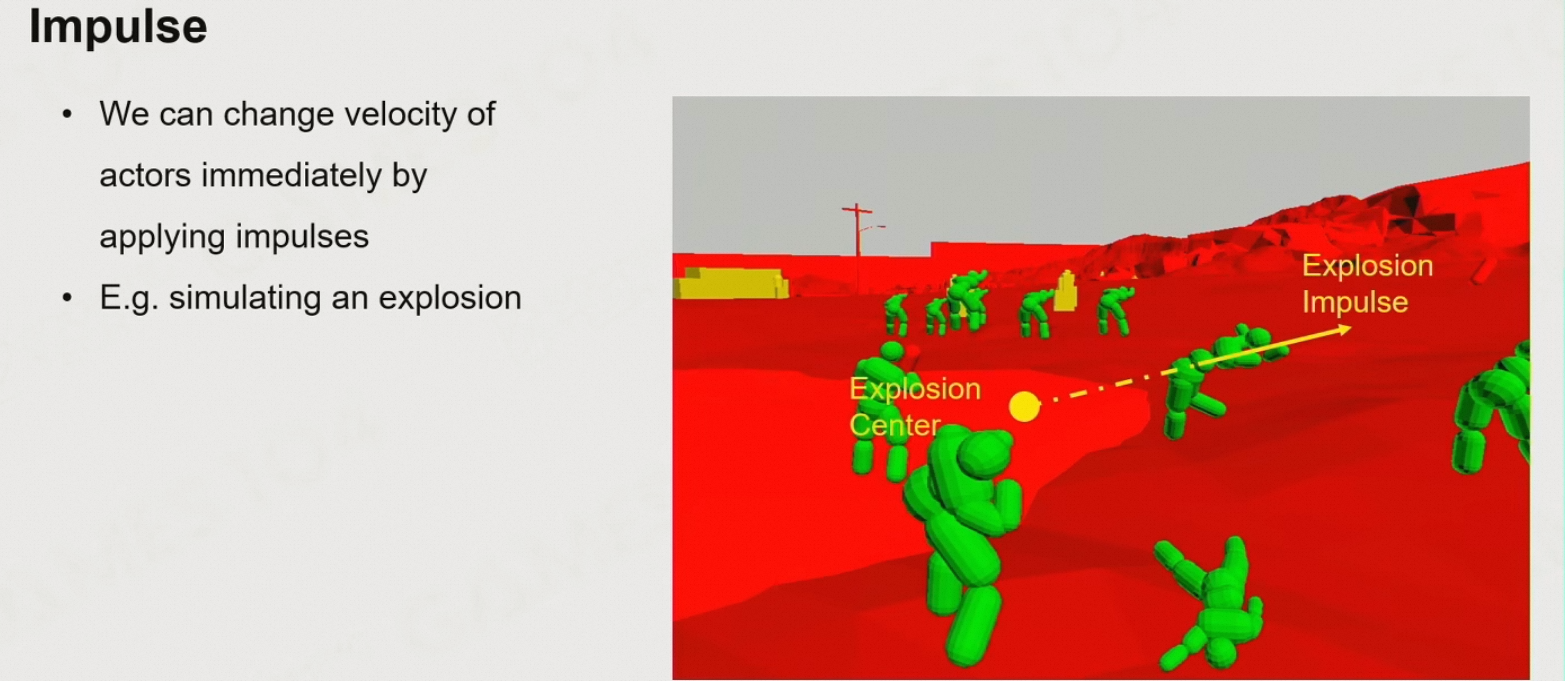 Impulse
• We can change velocity of
actors immediately by
applying impulses
• E.g. simulating an explosion
Explosion
Impulse
Explosion
Center